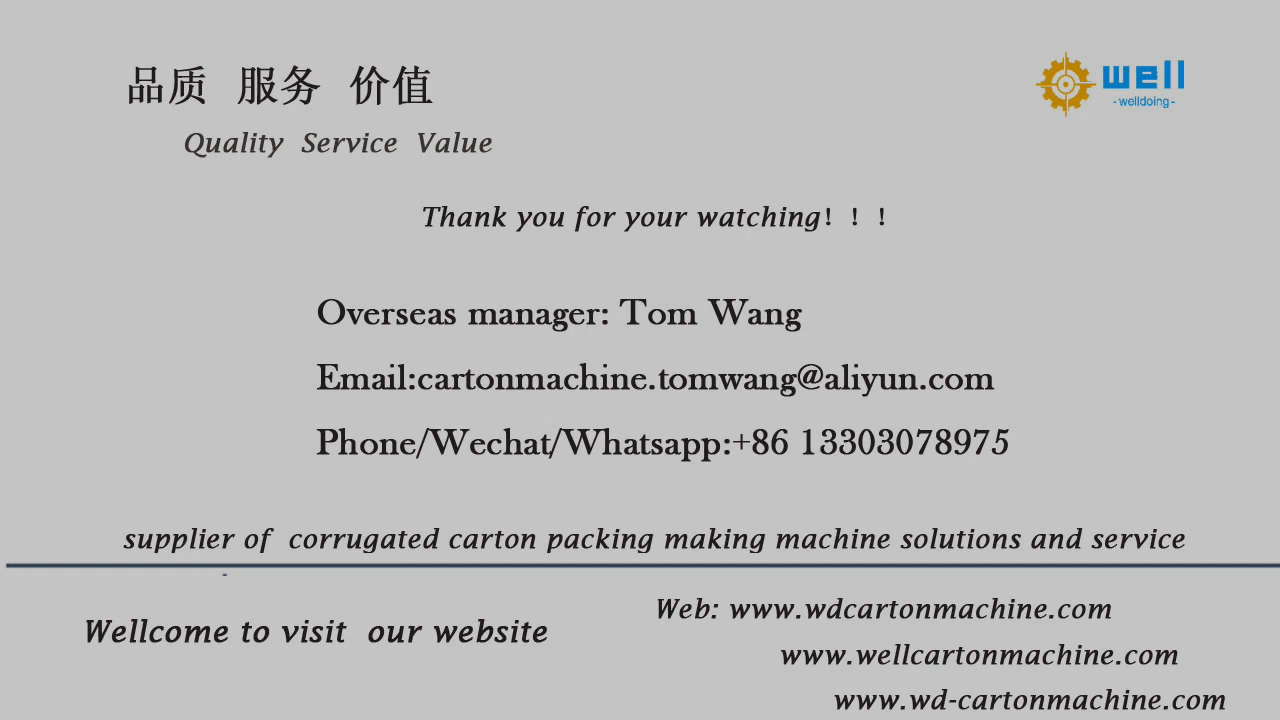 品质 服务 价值
well
-welldoing-
Quality Service Value
Thank you for your watching！！！
Overseas manager: Tom Wang
Email:cartonmachine.tomwang@aliyun.com
Phone/Wechat/Whatsapp:+86 13303078975
supplier of corrugated carton packing making machine solutions and service
Wellcome to visit our website
Web: www.wdcartonmachine.com
www.wellcartonmachine.com
www.wd-cartonmachine.com